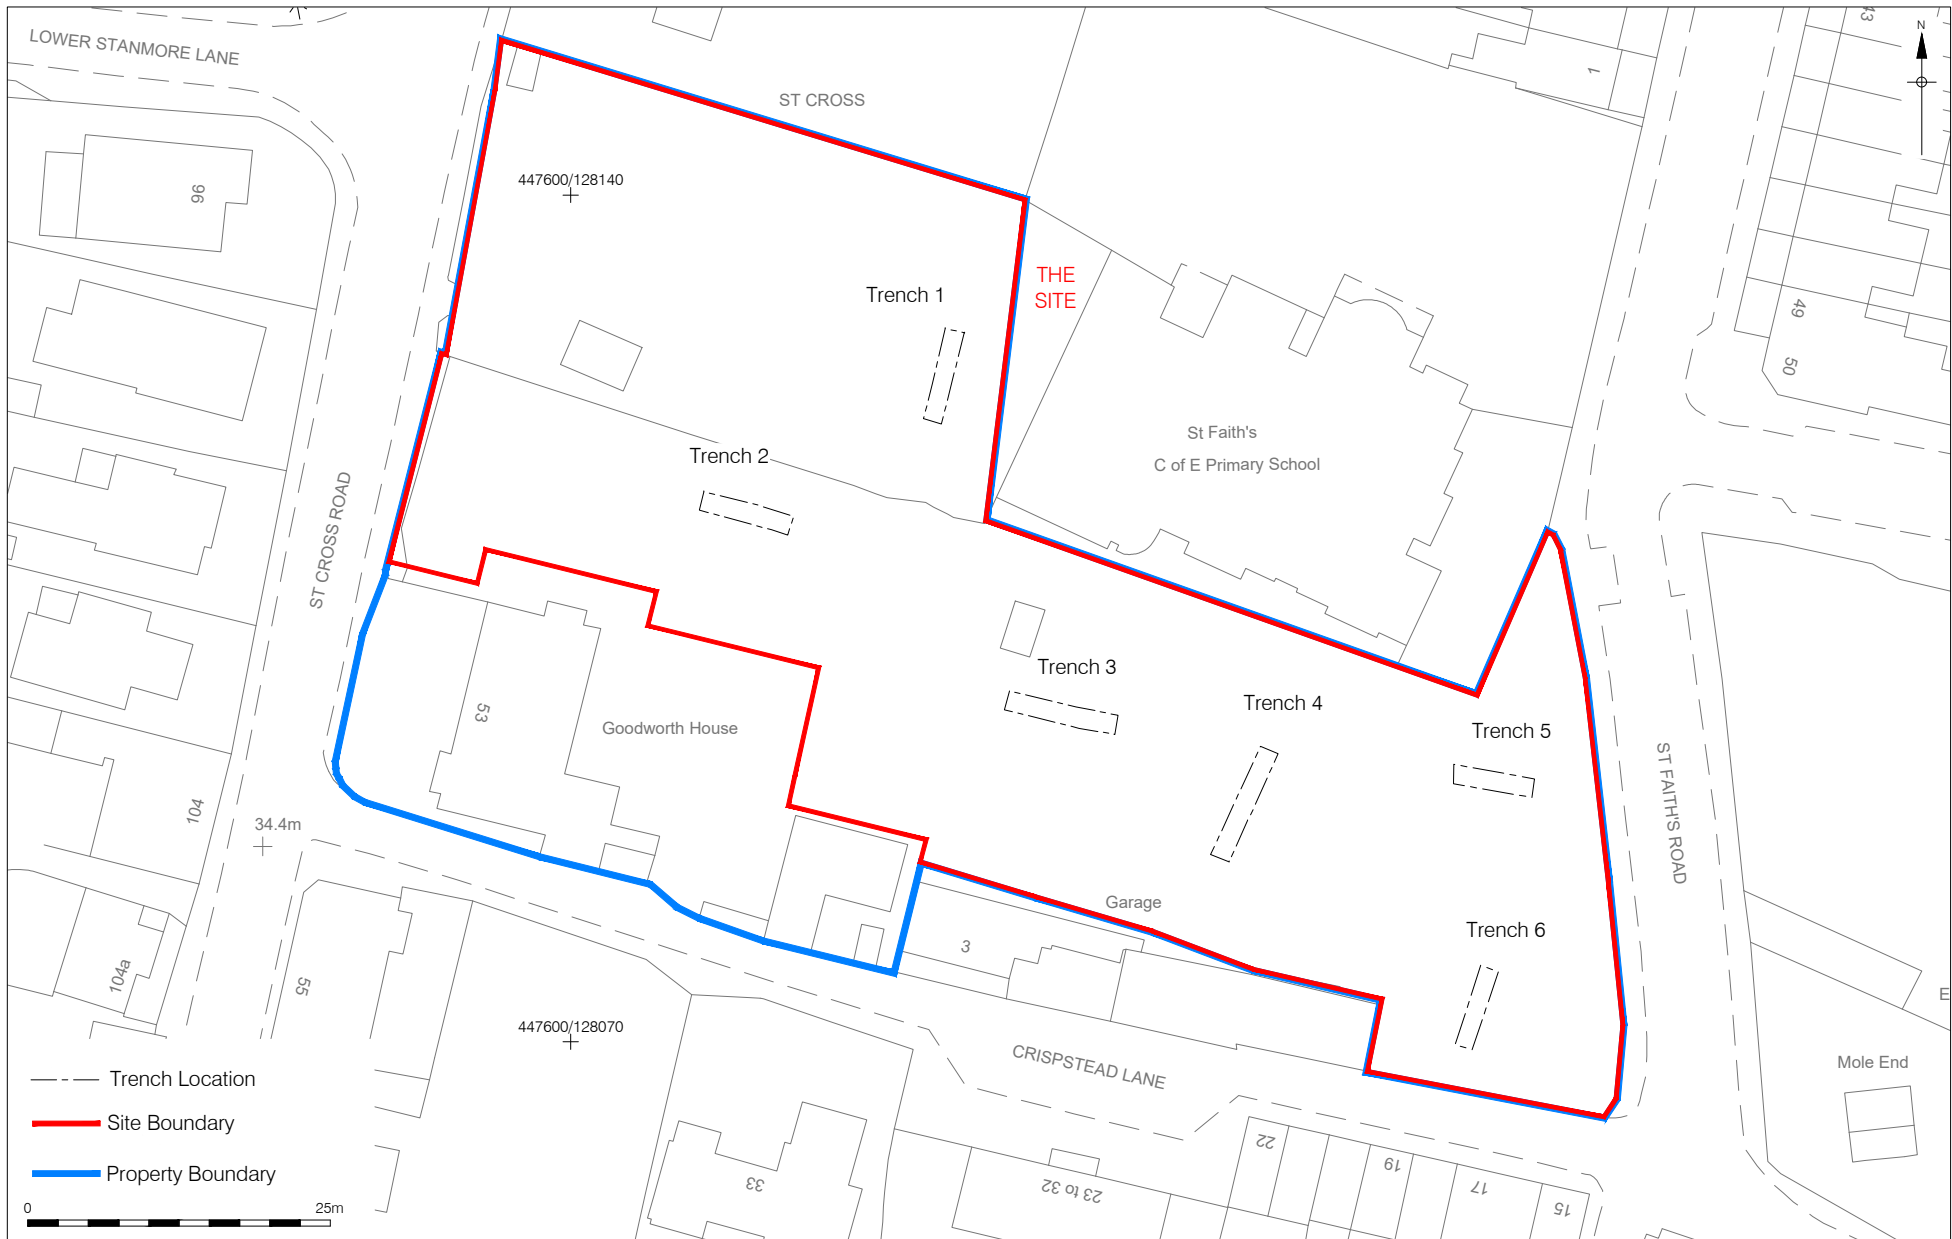 LOWER STANMORE LANE
43
N
1
ST CROSS
96
447600/128140
THE
SITE
Trench 1
49
50
St Faith's
C of E Primary School
Trench 2
ST CROSS ROAD
Trench 3
Trench 4
53
Goodworth House
Trench 5
ST FAITH'S ROAD
104
34.4m
Garage
Trench 6
3
104a
55
E
447600/128070
CRISPSTEAD LANE
Mole End
Trench Location
Site Boundary
Property Boundary
22
19
17
15
33
23 to 32
0
25m